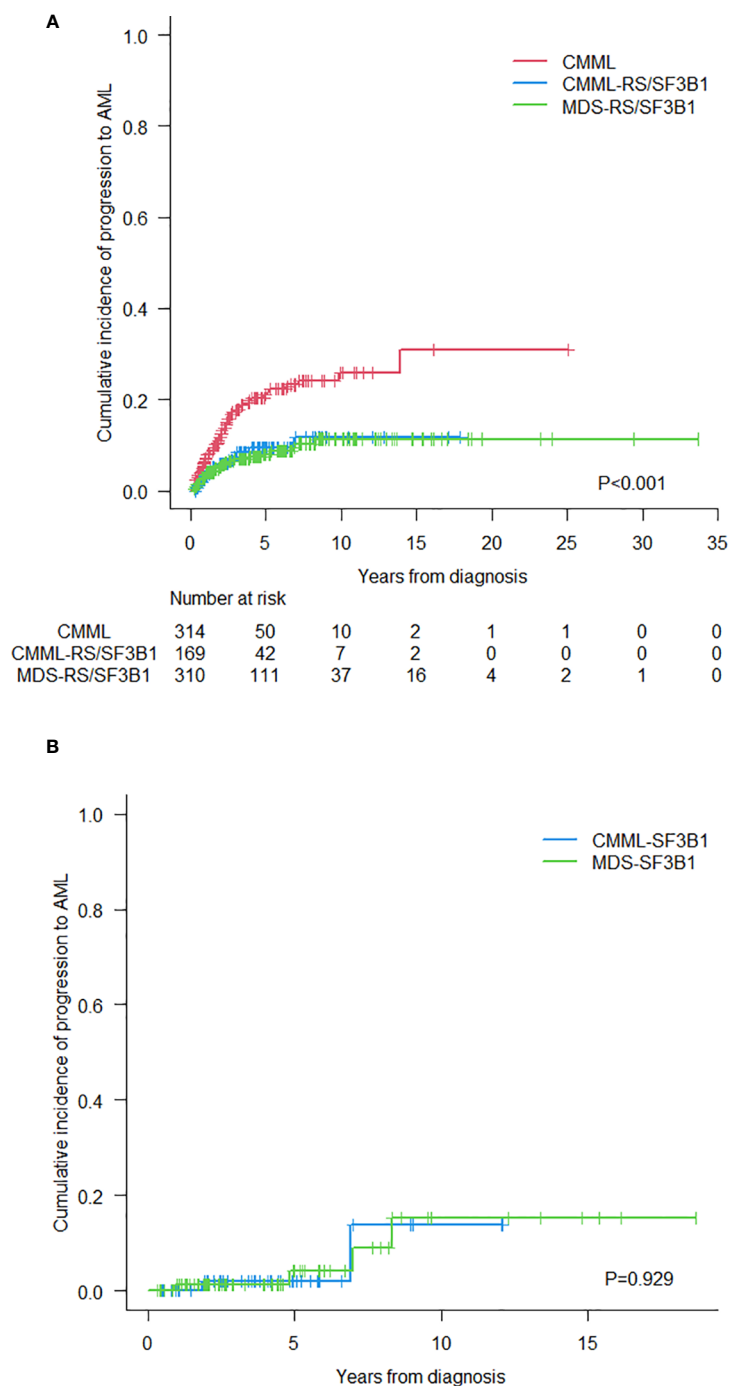 A
Cumulative incidence of progression to AML
1.0
0.8
0.6
0.4
0.2
0.0
CMML
CMML-RS/SF3B1
MDS-RS/SF3B1
P<0.001
0 5 10 15 20 25 30 35
Years from diagnosis
Number at risk
CMML 314 50 10 2 1 1 0 0
CMML-RS/SF3B1 169 42 7 2 0 0 0 0
MDS-RS/SF3B1 310 111 37 16 4 2 1 0
B
Cumulative incidence of progression to AML
1.0
0.8
0.6
0.4
0.2
0.0
CMML-SF3B1
MDS-SF3B1
P=0.929
0 5 10 15
Years from diagnosis